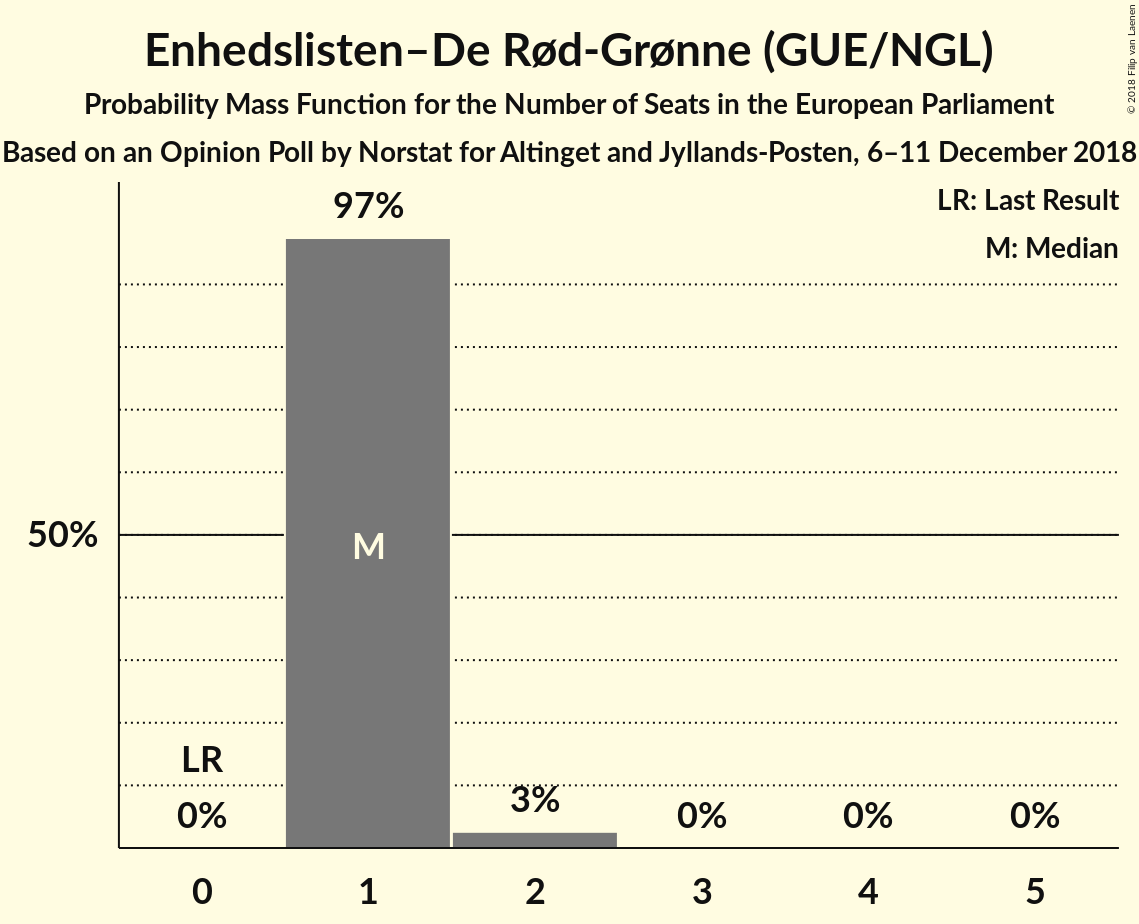 Enhedslisten–De Rød-Grønne (GUE/NGL)
Probability Mass Function for the Number of Seats in the European Parliament
Based on an Opinion Poll by Norstat for Altinget and Jyllands-Posten, 6–11 December 2018
© 2018 Filip van Laenen
LR: Last Result
M: Median
97%
50%
M
LR
0%
3%
0%
0%
0%
0 1 2 3 4 5